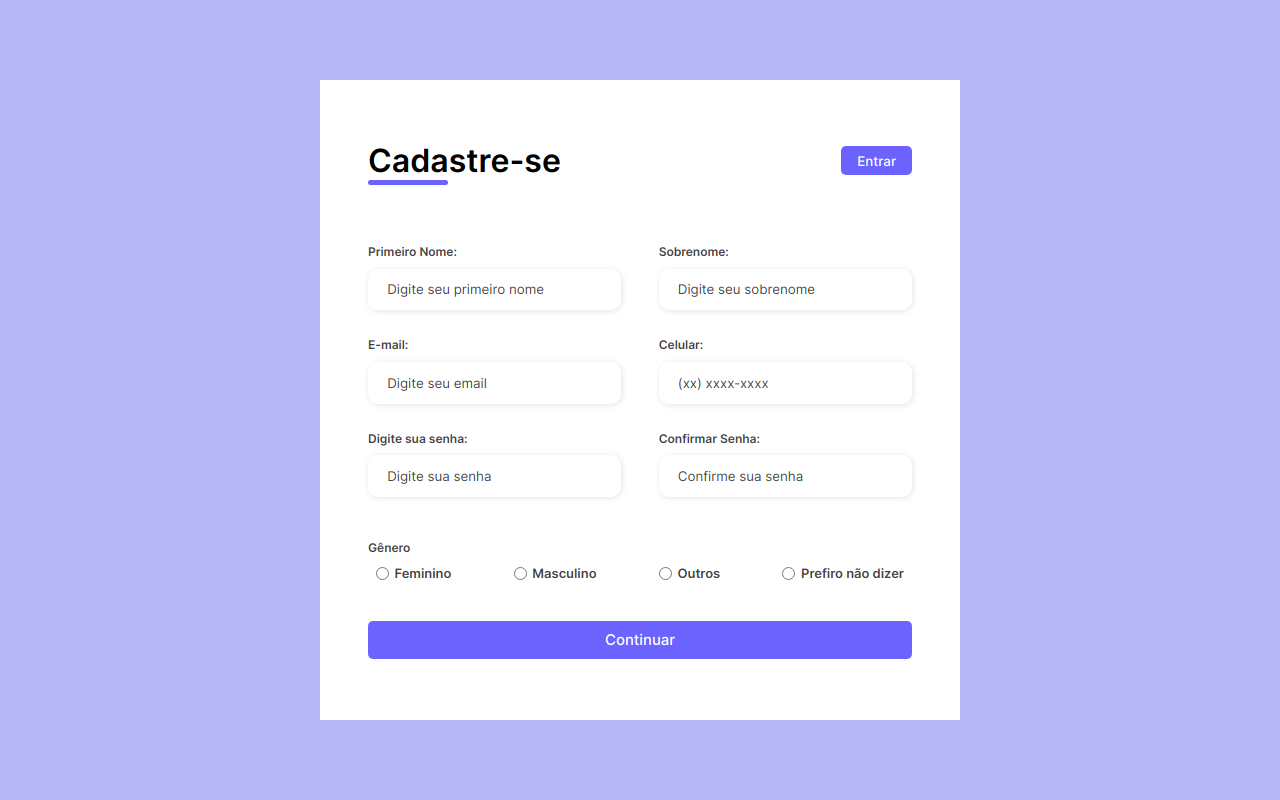 Cadastre-se
Entrar
Primeiro Nome: Sobrenome:
Digite seu primeiro nome Digite seu sobrenome
E-mail: Celular:
Digite seu email (xx) xxxx-xxxx
Digite sua senha: Confirmar Senha:
Digite sua senha Confirme sua senha
Gênero
Feminino Masculino Outros Prefiro não dizer
Continuar